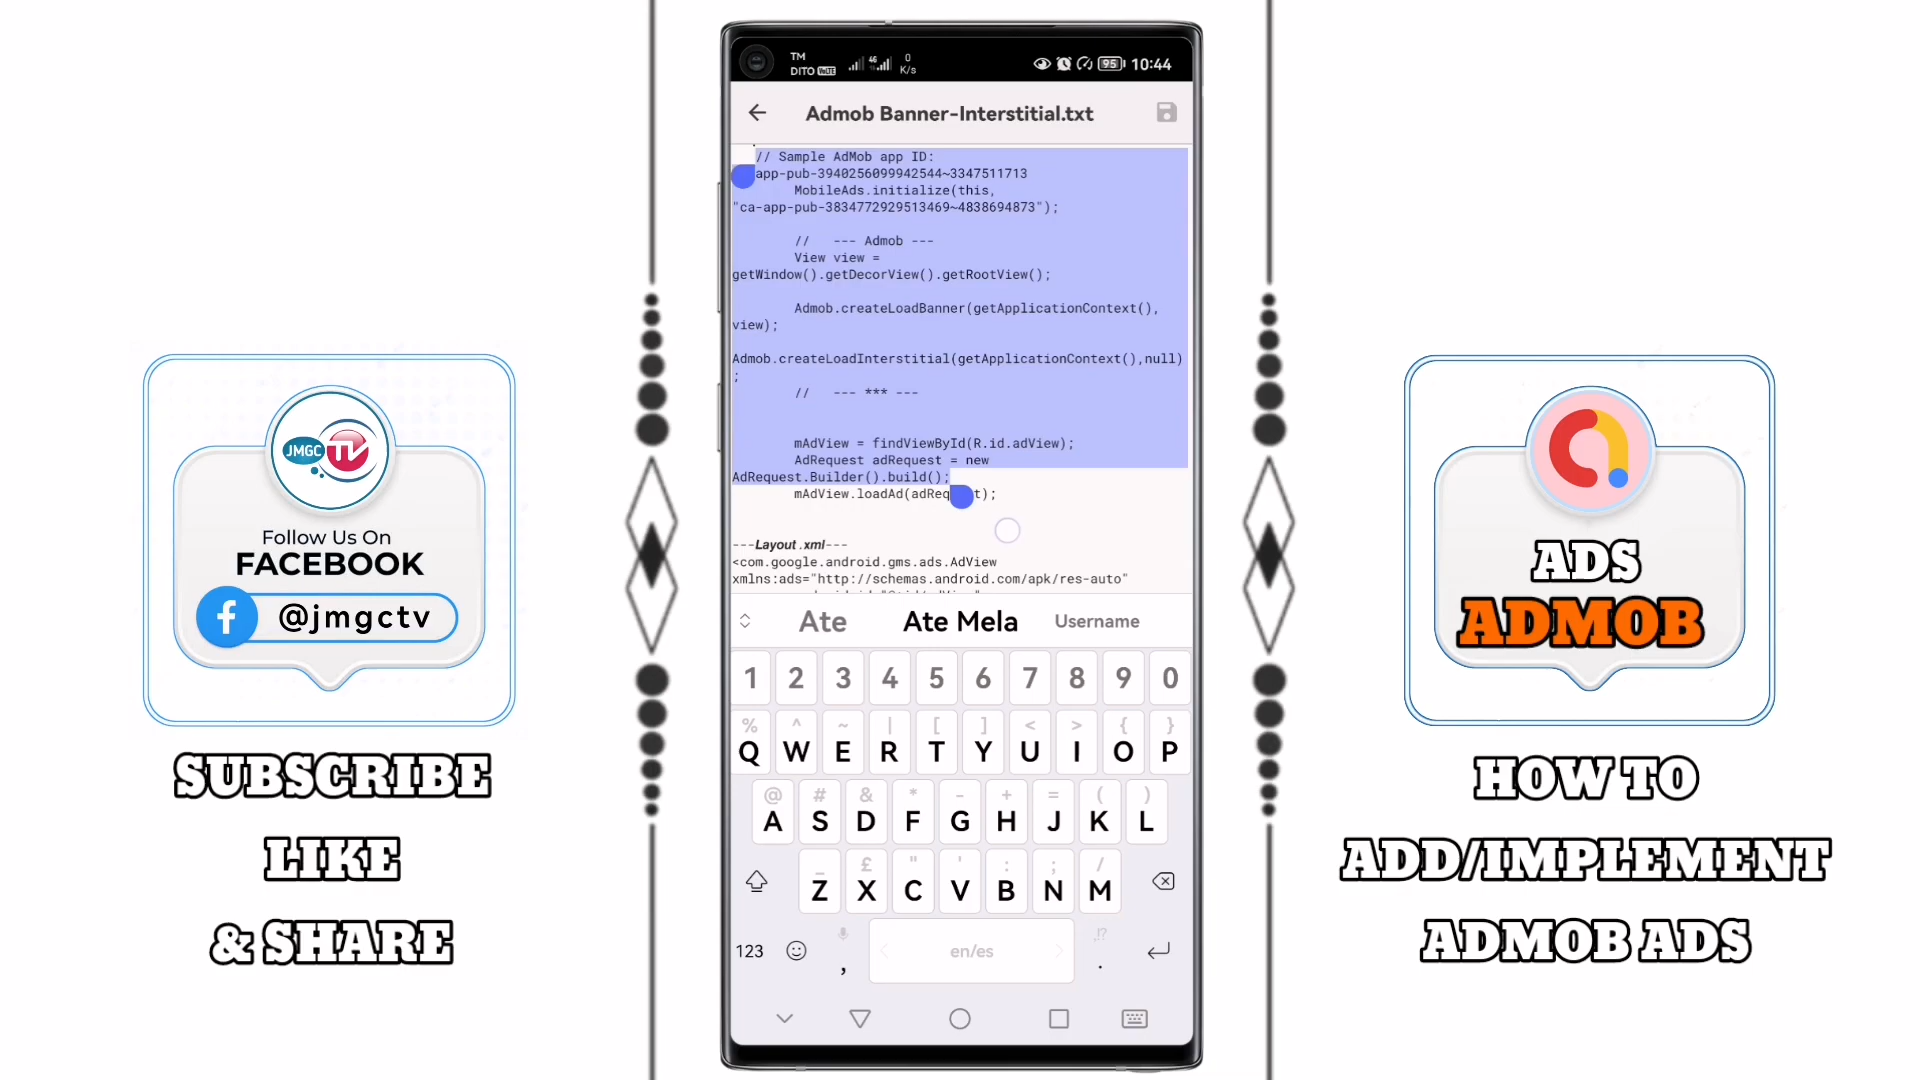 TM
DITO VoLTE
4G
0
K/s
95
10:44
Admob Banner-Interstitial.txt
// Sample AdMob app ID:
app-pub-3940256099942544~3347511713
MobileAds.initialize(this,
"ca-app-pub-3834772929513469~4838694873");
// --- Admob ---
View view =
getWindow().getDecorView().getRootView();
Admob.createLoadBanner(getApplicationContext(),
view);
Admob.createLoadInterstitial(getApplicationContext(),null)
;
// --- *** ---
mAdView = findViewById(R.id.adView);
AdRequest adRequest = new
AdRequest.Builder().build();
mAdView.loadAd(adReq t);
---Layout .xml---
<com.google.android.gms.ads.AdView
xmlns:ads="http://schemas.android.com/apk/res-auto"
Ate Ate Mela Username
1 2 3 4 5 6 7 8 9 0
% ^ ~ | [ ] < > { }
Q W E R T Y U I O P
@ # & * - + = ( )
A S D F G H J K L
_ £ " ' : ; /
Z X C V B N M
123 , en/es ,!? .
JMGC TV
Follow Us On
FACEBOOK
f @jmgctv
SUBSCRIBE
LIKE
& SHARE
ADS
ADMOB
HOW TO
ADD/IMPLEMENT
ADMOB ADS